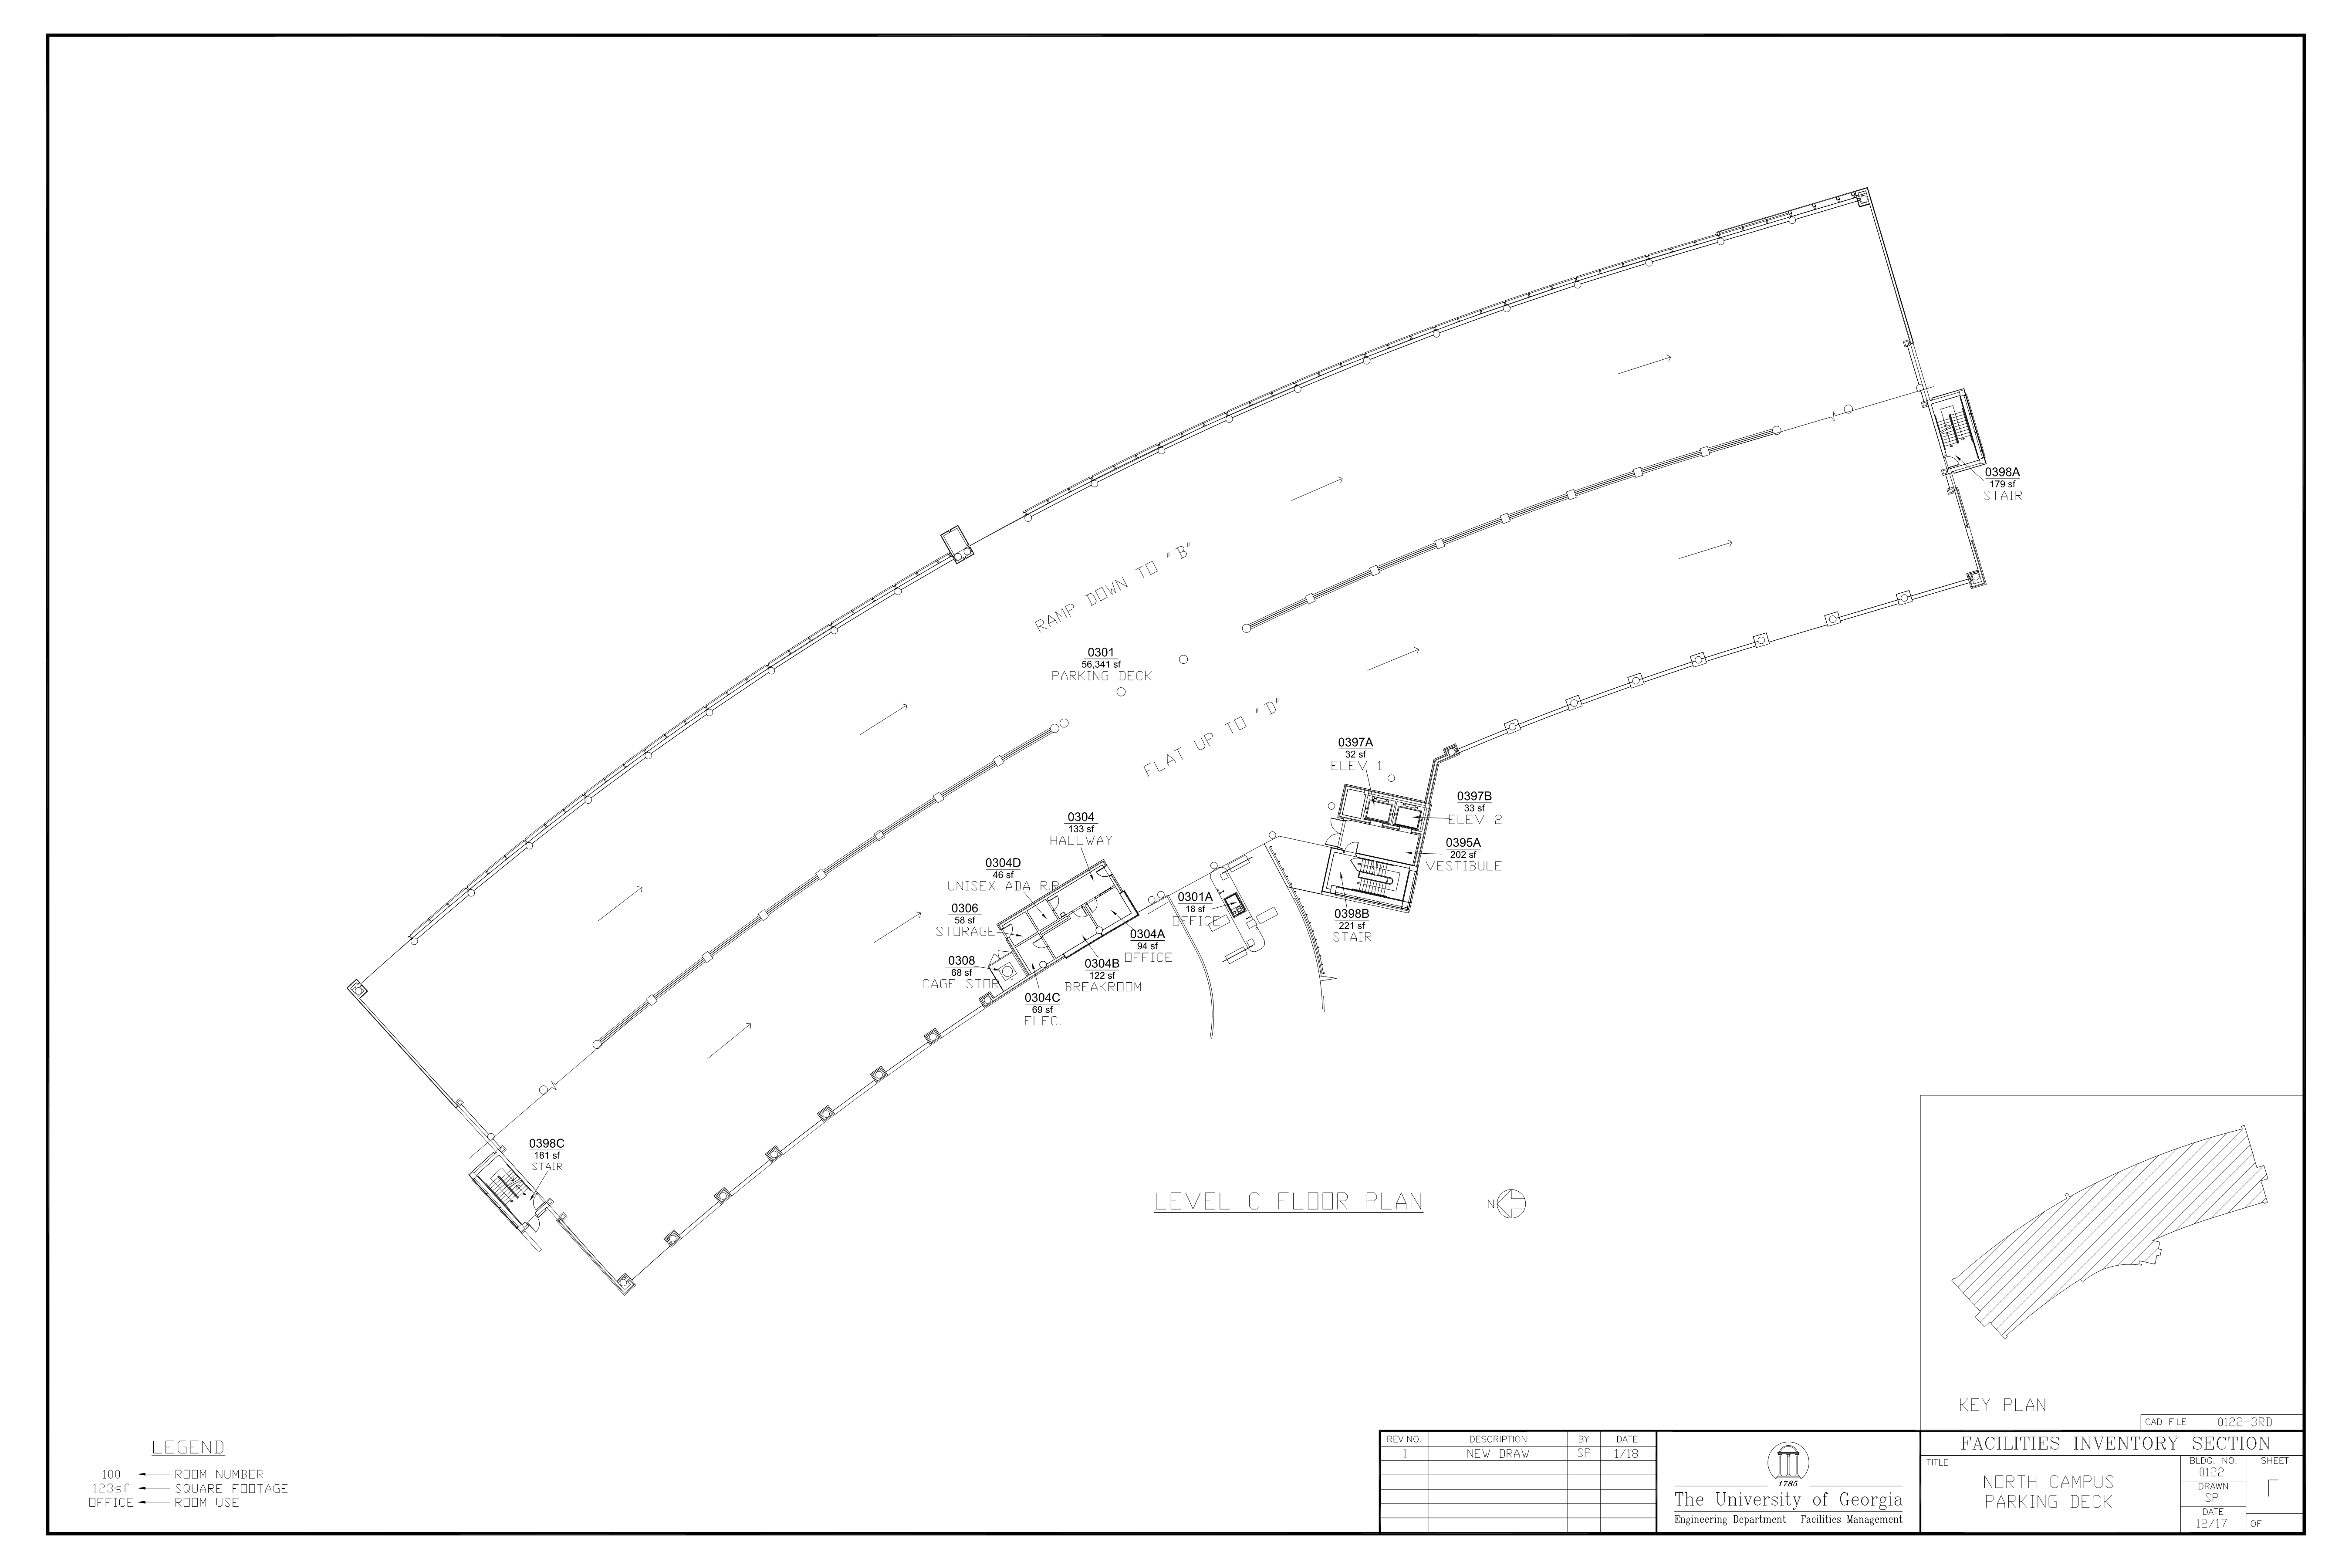 0398A
179 sf
STAIR
RAMP DOWN TO "B"
0301
56,341 sf
PARKING DECK
FLAT UP TO "D"
0397A
32 sf
ELEV 1
0397B
33 sf
ELEV 2
0395A
202 sf
VESTIBULE
0398B
221 sf
STAIR
0304
133 sf
HALLWAY
0304D
46 sf
UNISEX ADA R.R.
0306
58 sf
STORAGE
0308
68 sf
CAGE STOR
0301A
18 sf
OFFICE
0304A
94 sf
OFFICE
0304B
122 sf
BREAKROOM
0304C
69 sf
ELEC.
0398C
181 sf
STAIR
LEVEL C FLOOR PLAN
N
KEY PLAN
CAD FILE 0122-3RD
LEGEND
100 ROOM NUMBER
123sf SQUARE FOOTAGE
OFFICE ROOM USE
REV.NO. DESCRIPTION BY DATE
1 NEW DRAW SP 1/18
1785
The University of Georgia
Engineering Department Facilities Management
FACILITIES INVENTORY SECTION
TITLE
NORTH CAMPUS
PARKING DECK
BLDG. NO.
0122
DRAWN
SP
DATE
12/17
SHEET
F
OF